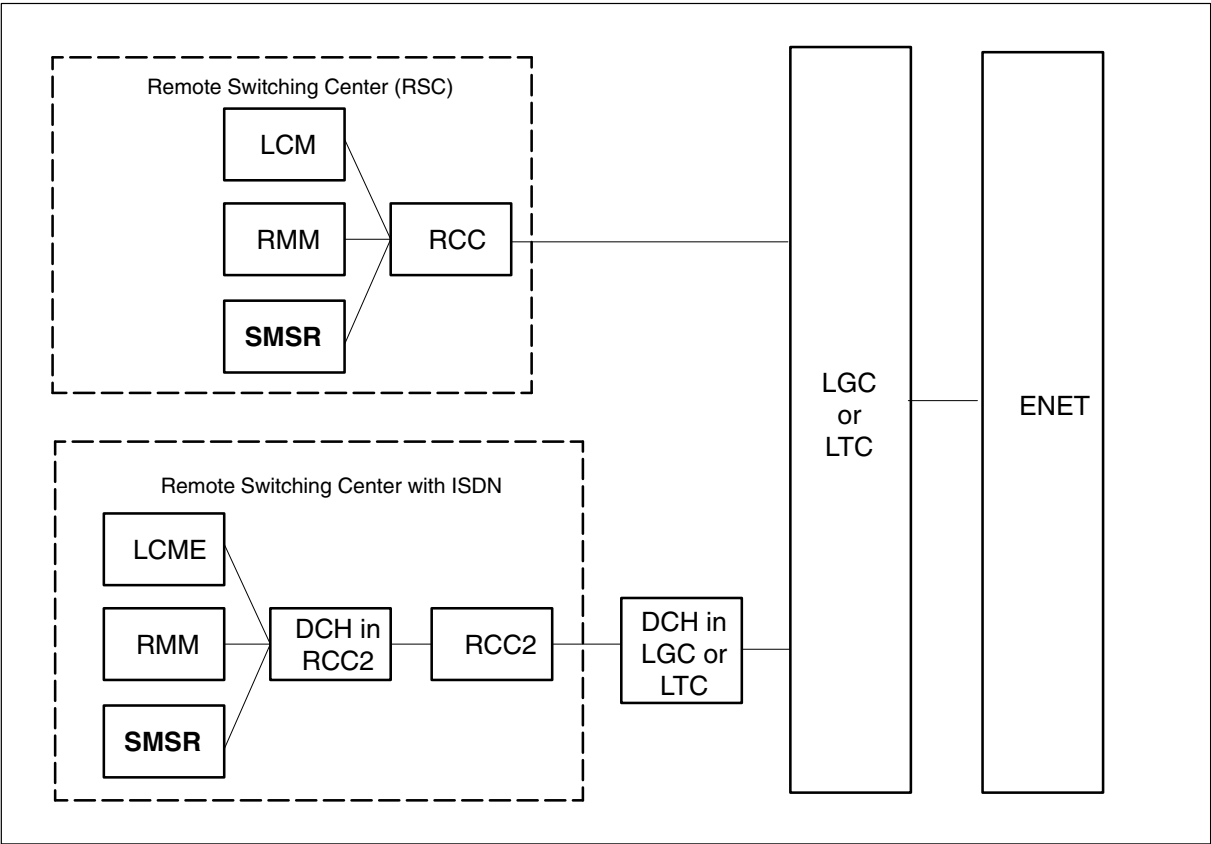 Remote Switching Center (RSC)
LCM
RMM
RCC
SMSR
LGC
or
LTC
ENET
Remote Switching Center with ISDN
LCME
RMM
DCH in
RCC2
RCC2
DCH in
LGC or
LTC
SMSR